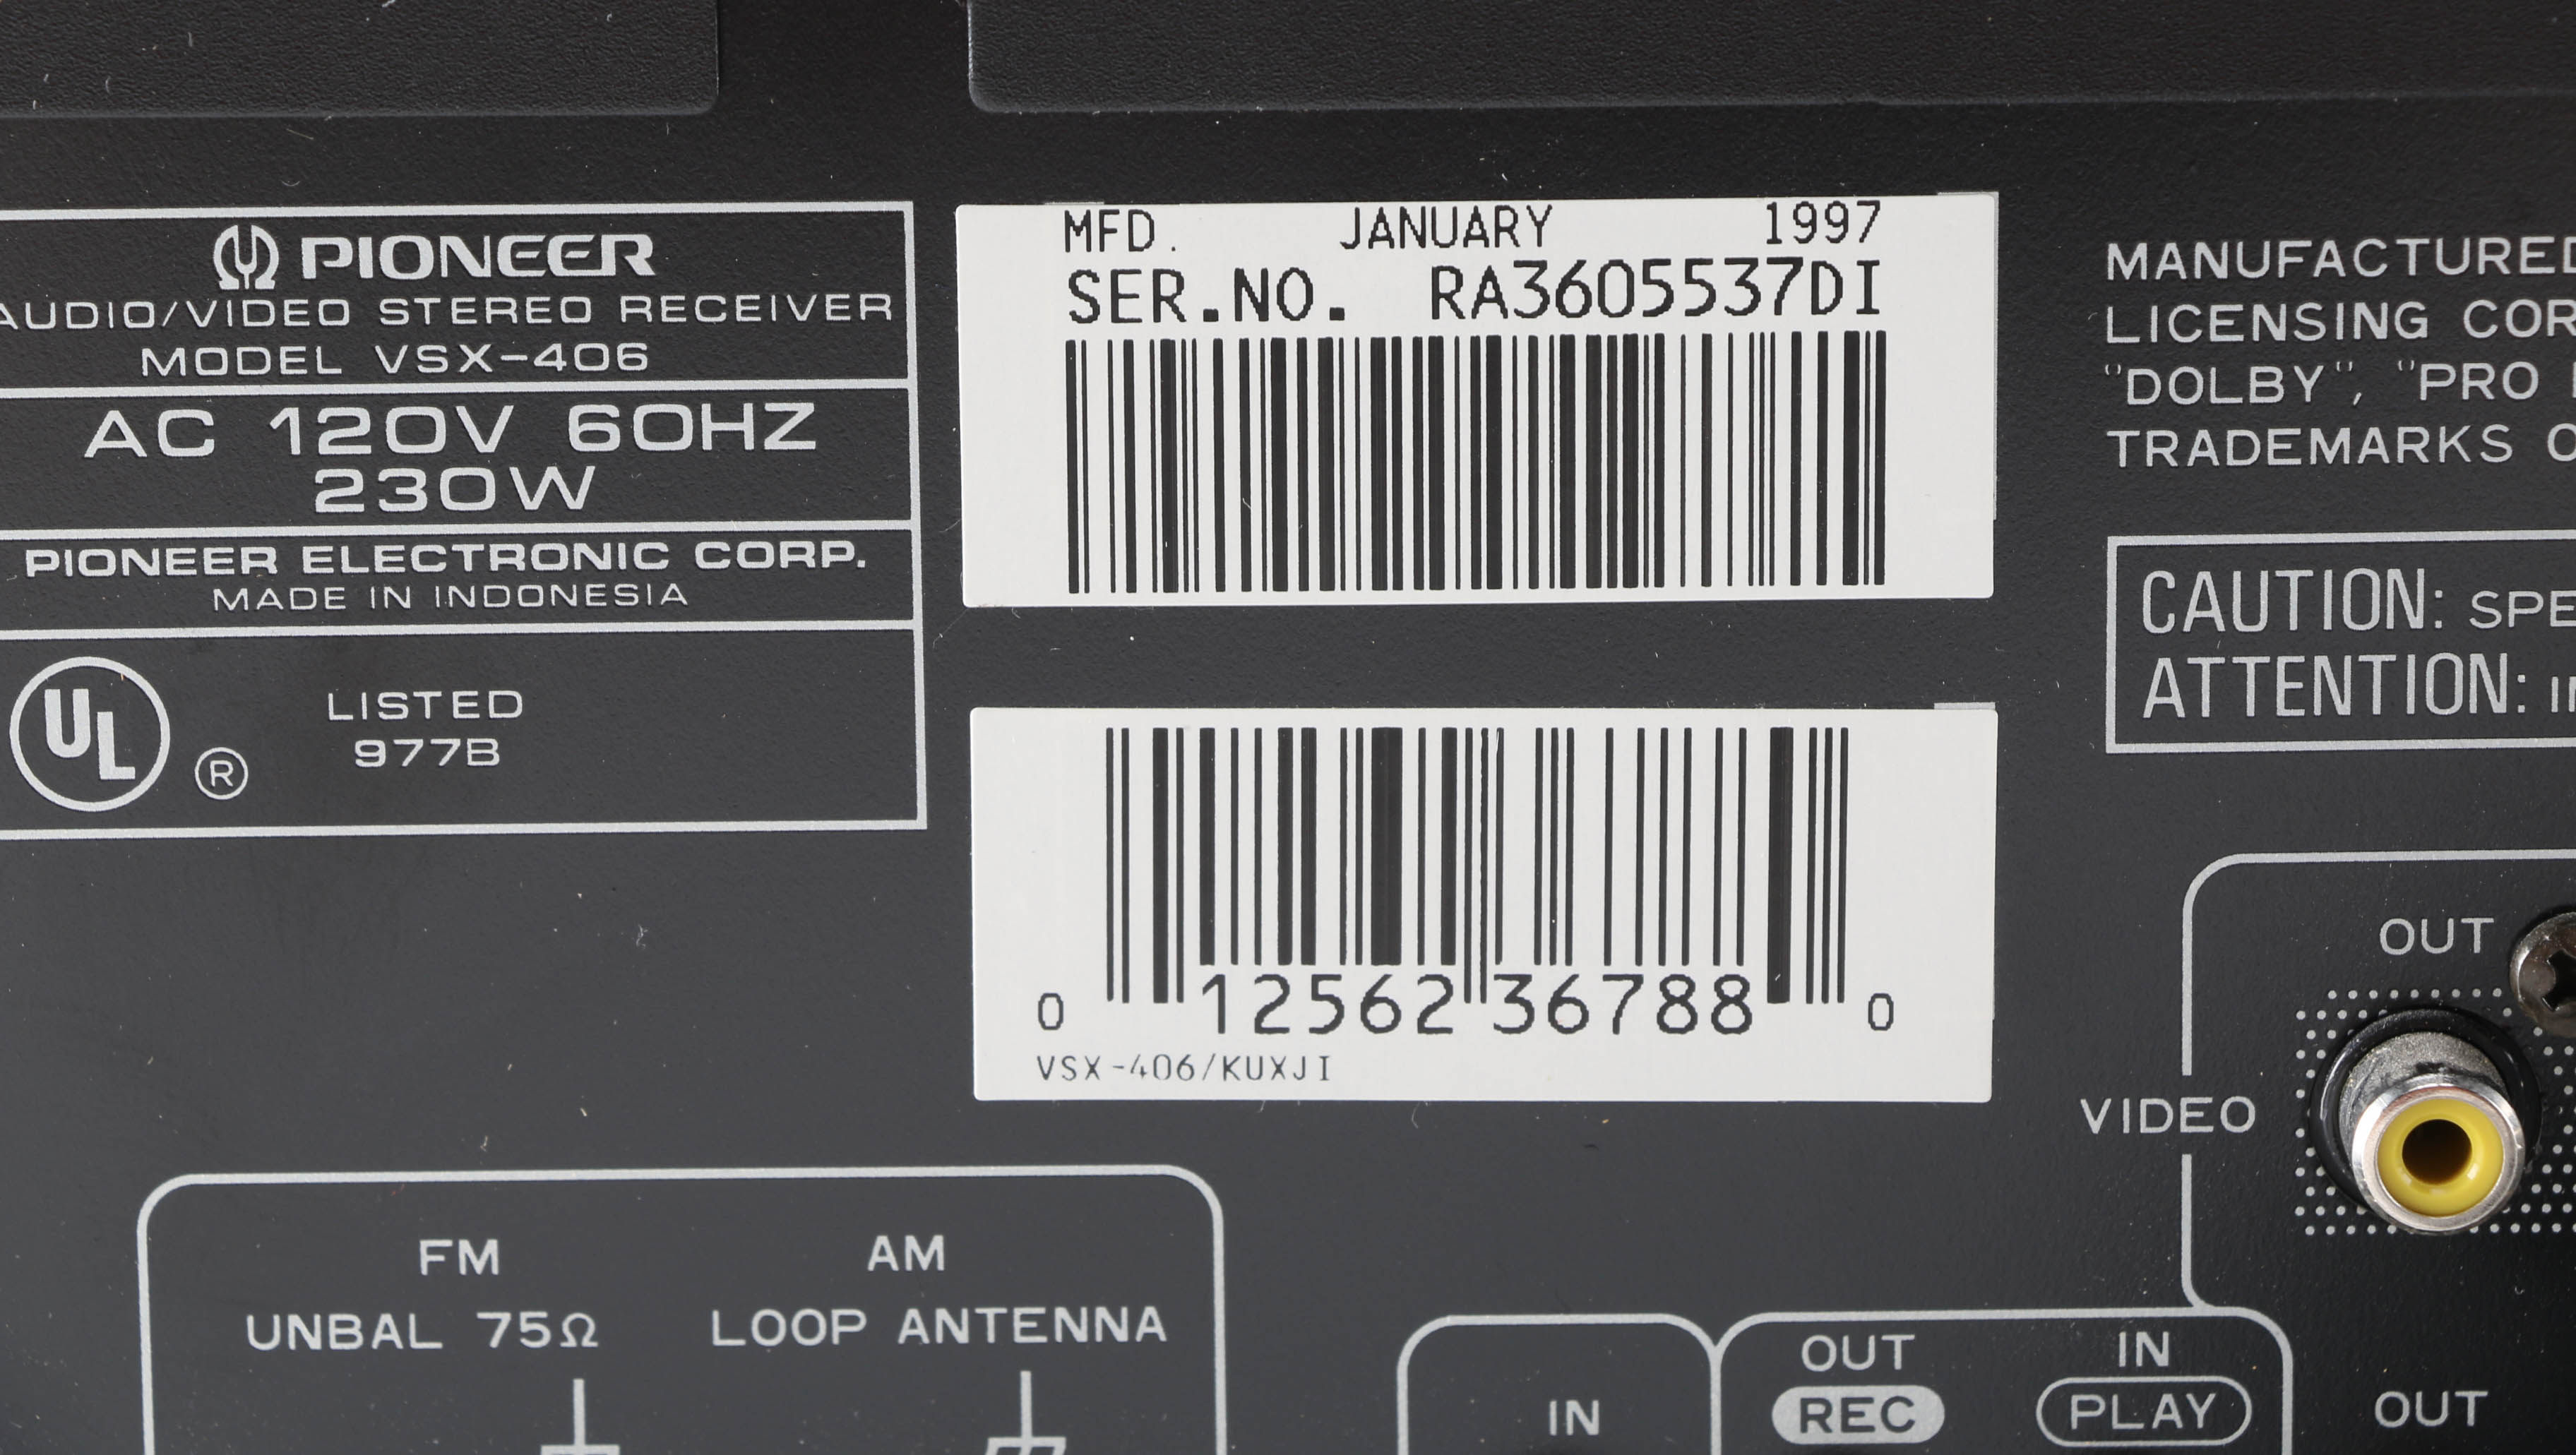 PIONEER
AUDIO/VIDEO STEREO RECEIVER
MODEL VSX-406
AC 120V 60HZ
230W
PIONEER ELECTRONIC CORP.
MADE IN INDONESIA
UL ® LISTED
977B
MFD. JANUARY 1997
SER.NO. RA3605537DI
0 12562 36788 0
VSX-406/KUXJI
MANUFACTURED
LICENSING COR
"DOLBY", "PRO
TRADEMARKS O
CAUTION: SPE
ATTENTION: IN
OUT
VIDEO
FM
UNBAL 75Ω
AM
LOOP ANTENNA
IN
OUT
REC
IN
PLAY
OUT